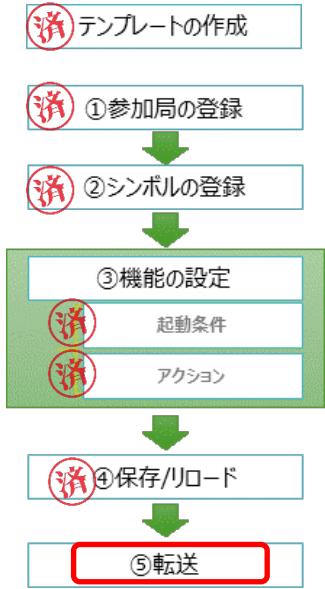 済 テンプレートの作成
済 ①参加局の登録
済 ②シンボルの登録
③機能の設定
済 起動条件
済 アクション
済 ④保存/リロード
⑤転送